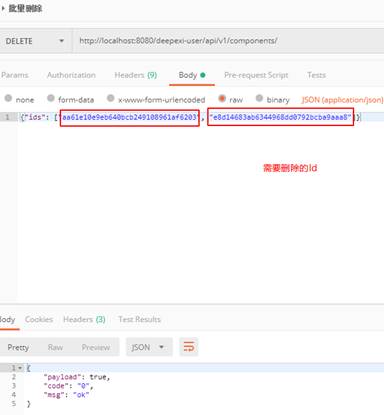 批量删除
DELETE http://localhost:8080/deepexi-user/api/v1/components/
Params Authorization Headers (9) Body Pre-request Script Tests
none form-data x-www-form-urlencoded raw binary JSON (application/json)
1 {"ids": ["aa61e10e9eb640bcb249108961af6203", "e8d14683ab6344968dd0792bcba9aaa8"]}
需要删除的Id
Body Cookies Headers (3) Test Results
Pretty Raw Preview JSON
1 {
2 "payload": true,
3 "code": "0",
4 "msg": "ok"
5 }